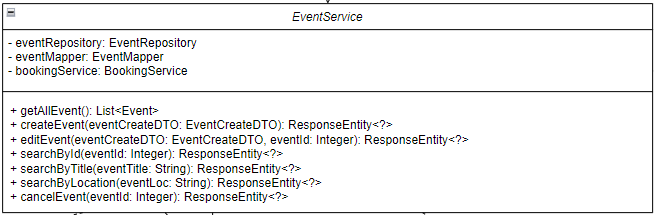 EventService
- eventRepository: EventRepository
- eventMapper: EventMapper
- bookingService: BookingService
+ getAllEvent(): List<Event>
+ createEvent(eventCreateDTO: EventCreateDTO): ResponseEntity<?>
+ editEvent(eventCreateDTO: EventCreateDTO, eventId: Integer): ResponseEntity<?>
+ searchById(eventId: Integer): ResponseEntity<?>
+ searchByTitle(eventTitle: String): ResponseEntity<?>
+ searchByLocation(eventLoc: String): ResponseEntity<?>
+ cancelEvent(eventId: Integer): ResponseEntity<?>